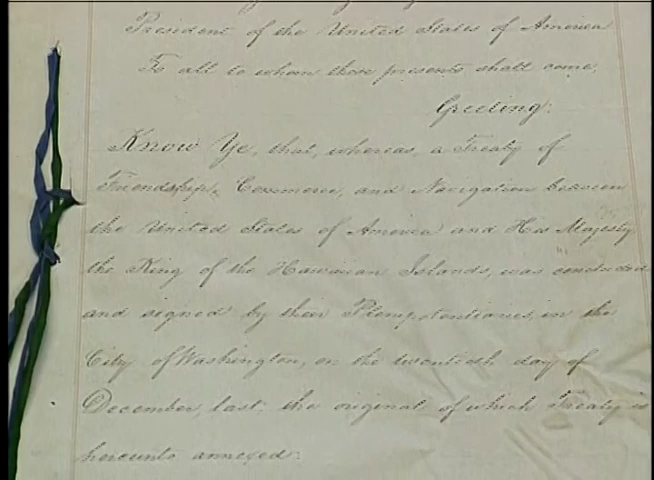 President of the United States of America
To all to whom these presents shall come,
Greeting:
Know Ye, that, whereas, a Treaty of
Friendship, Commerce, and Navigation between
the United States of America and His Majesty
the King of the Hawaiian Islands, was concluded
and signed by their Plenipotentiaries, in the
City of Washington, on the twentieth day of
December, last; the original of which Treaty is
hereunto annexed: